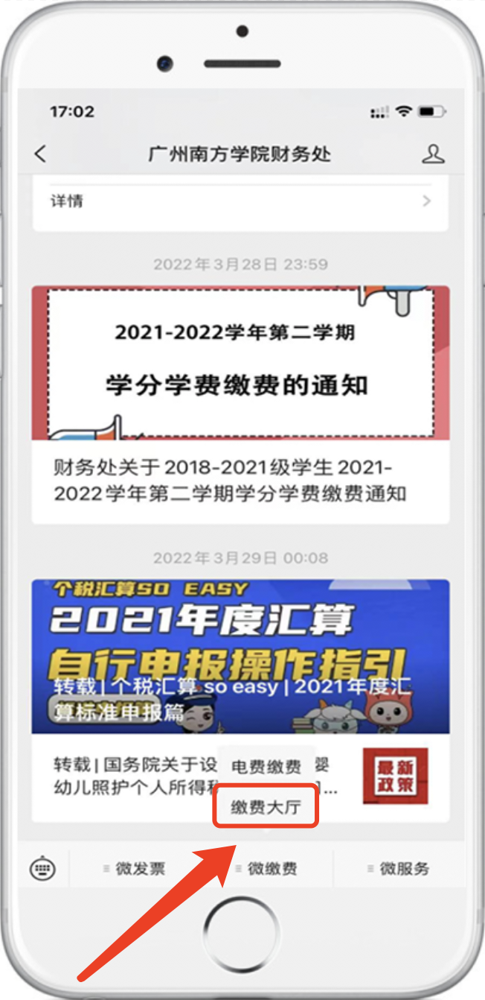 17:02
广州南方学院财务处
详情
2022年3月28日 23:59
2021-2022学年第二学期
学分学费缴费的通知
财务处关于2018-2021级学生2021-
2022学年第二学期学分学费缴费通知
2022年3月29日 00:08
个税汇算SO EASY
2021年度汇算
自行申报操作指引
转载|个税汇算 so easy|2021年度汇
算标准申报篇
转载|国务院关于设
婴
幼儿照护个人所得
...
最新
政策
电费缴费
缴费大厅
微发票
微缴费
微服务